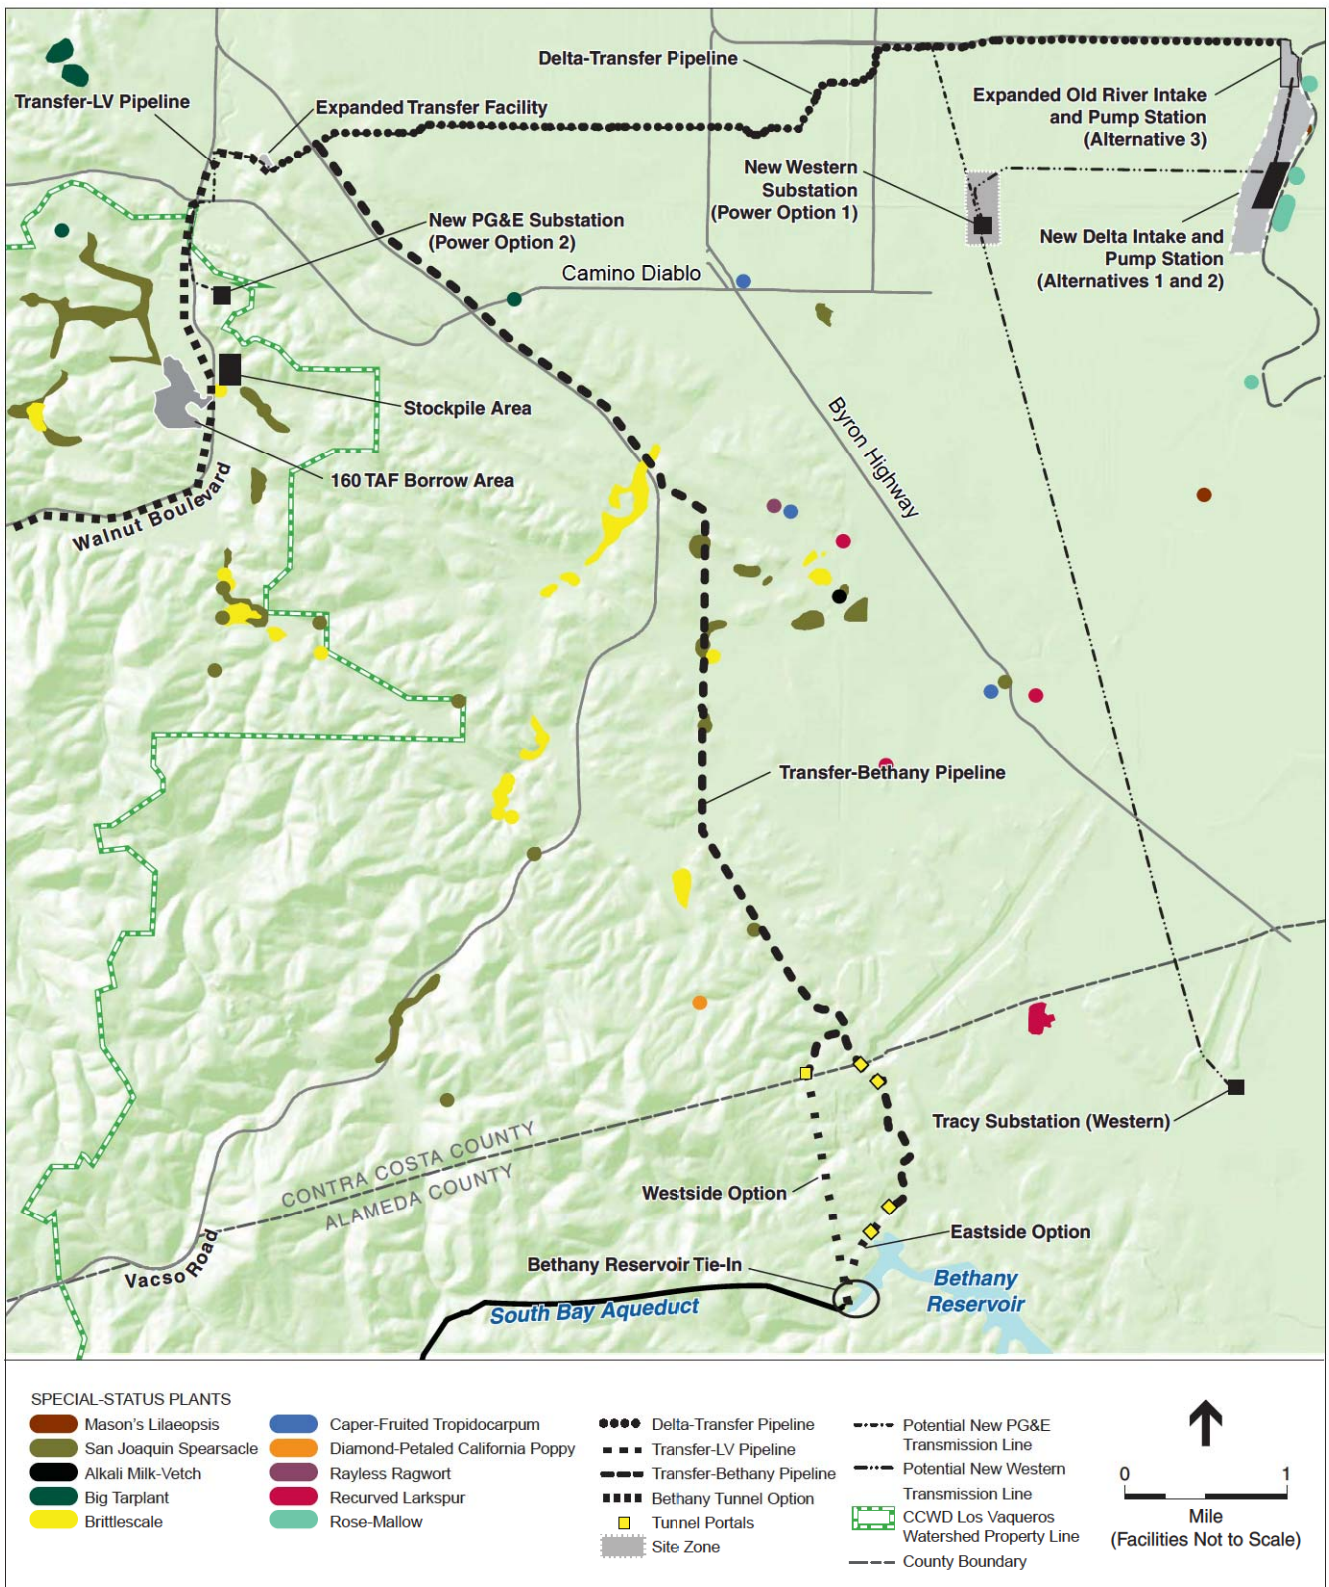 Delta-Transfer Pipeline
Transfer-LV Pipeline
Expanded Transfer Facility
Expanded Old River Intake
and Pump Station
(Alternative 3)
New Western
Substation
(Power Option 1)
New PG&E Substation
(Power Option 2)
New Delta Intake and
Pump Station
(Alternatives 1 and 2)
Camino Diablo
Stockpile Area
Byron Highway
160 TAF Borrow Area
Walnut Boulevard
Transfer-Bethany Pipeline
Tracy Substation (Western)
CONTRA COSTA COUNTY
ALAMEDA COUNTY
Westside Option
Eastside Option
Vacso Road
Bethany Reservoir Tie-In
Bethany
Reservoir
South Bay Aqueduct
SPECIAL-STATUS PLANTS
Mason's Lilaeopsis
San Joaquin Spearsacle
Alkali Milk-Vetch
Big Tarplant
Brittlescale
Caper-Fruited Tropidocarpum
Diamond-Petaled California Poppy
Rayless Ragwort
Recurved Larkspur
Rose-Mallow
Delta-Transfer Pipeline
Transfer-LV Pipeline
Transfer-Bethany Pipeline
Bethany Tunnel Option
Tunnel Portals
Site Zone
Potential New PG&E
Transmission Line
Potential New Western
Transmission Line
CCWD Los Vaqueros
Watershed Property Line
County Boundary
0 1
Mile
(Facilities Not to Scale)